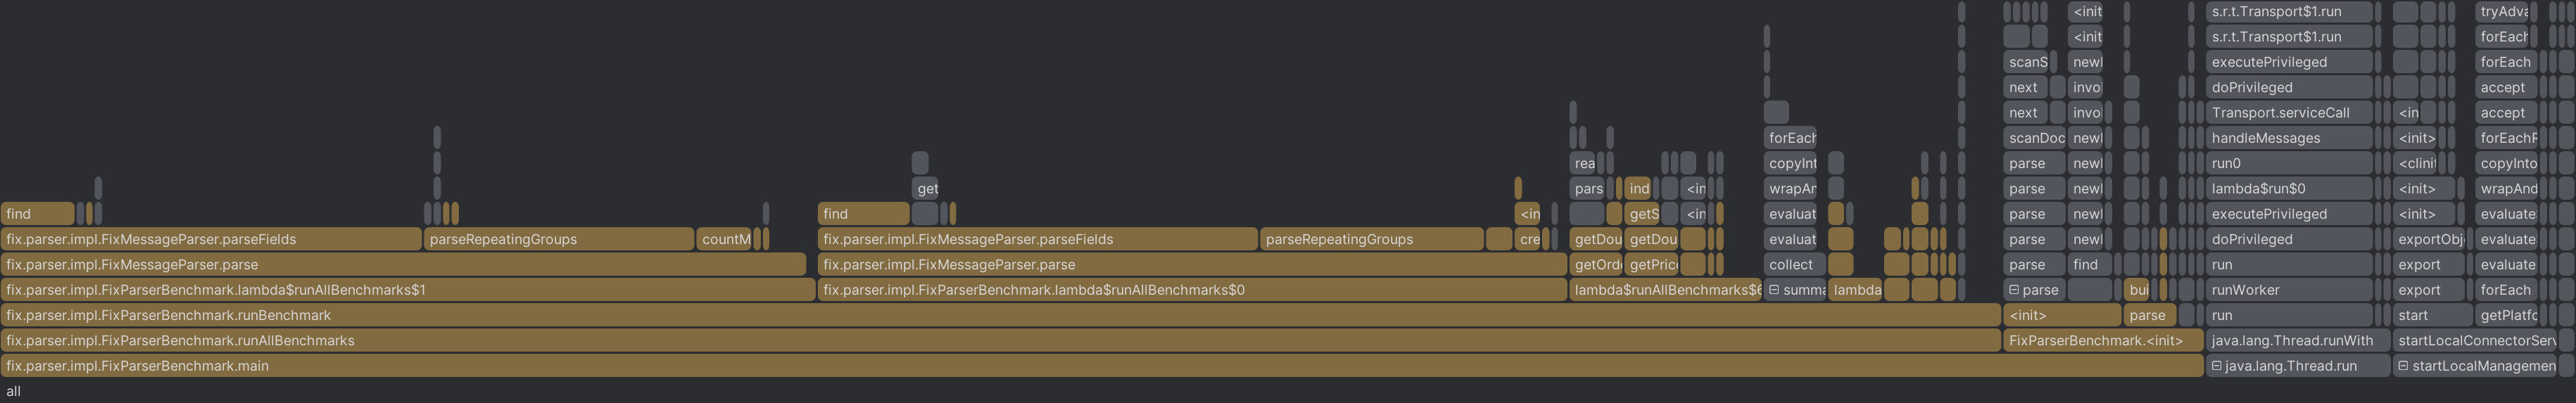 <init s.r.t.Transport$1.run tryAdva
<init s.r.t.Transport$1.run forEach
scanS newI executePrivileged forEach
next invo doPrivileged accept
next invo Transport.serviceCall <in accept
forEach scanDoc newI handleMessages <init> forEachR
rea copyInt parse newI run0 <clinit copyInto
get pars ind <in wrapAn parse newI lambda$run$0 <init> wrapAnd
find find <in getS <in evaluat parse newI executePrivileged <init> evaluate
fix.parser.impl.FixMessageParser.parseFields parseRepeatingGroups countM fix.parser.impl.FixMessageParser.parseFields parseRepeatingGroups cre getDou getDou evaluat parse newI doPrivileged exportObj evaluate
fix.parser.impl.FixMessageParser.parse fix.parser.impl.FixMessageParser.parse getOrd getPric collect parse find run export evaluate
fix.parser.impl.FixParserBenchmark.lambda$runAllBenchmarks$1 fix.parser.impl.FixParserBenchmark.lambda$runAllBenchmarks$0 lambda$runAllBenchmarks$6 summa lambda parse bui runWorker export forEach
fix.parser.impl.FixParserBenchmark.runBenchmark <init> parse run start getPlatfo
fix.parser.impl.FixParserBenchmark.runAllBenchmarks FixParserBenchmark.<init> java.lang.Thread.runWith startLocalConnectorServ
fix.parser.impl.FixParserBenchmark.main java.lang.Thread.run startLocalManagemen
all